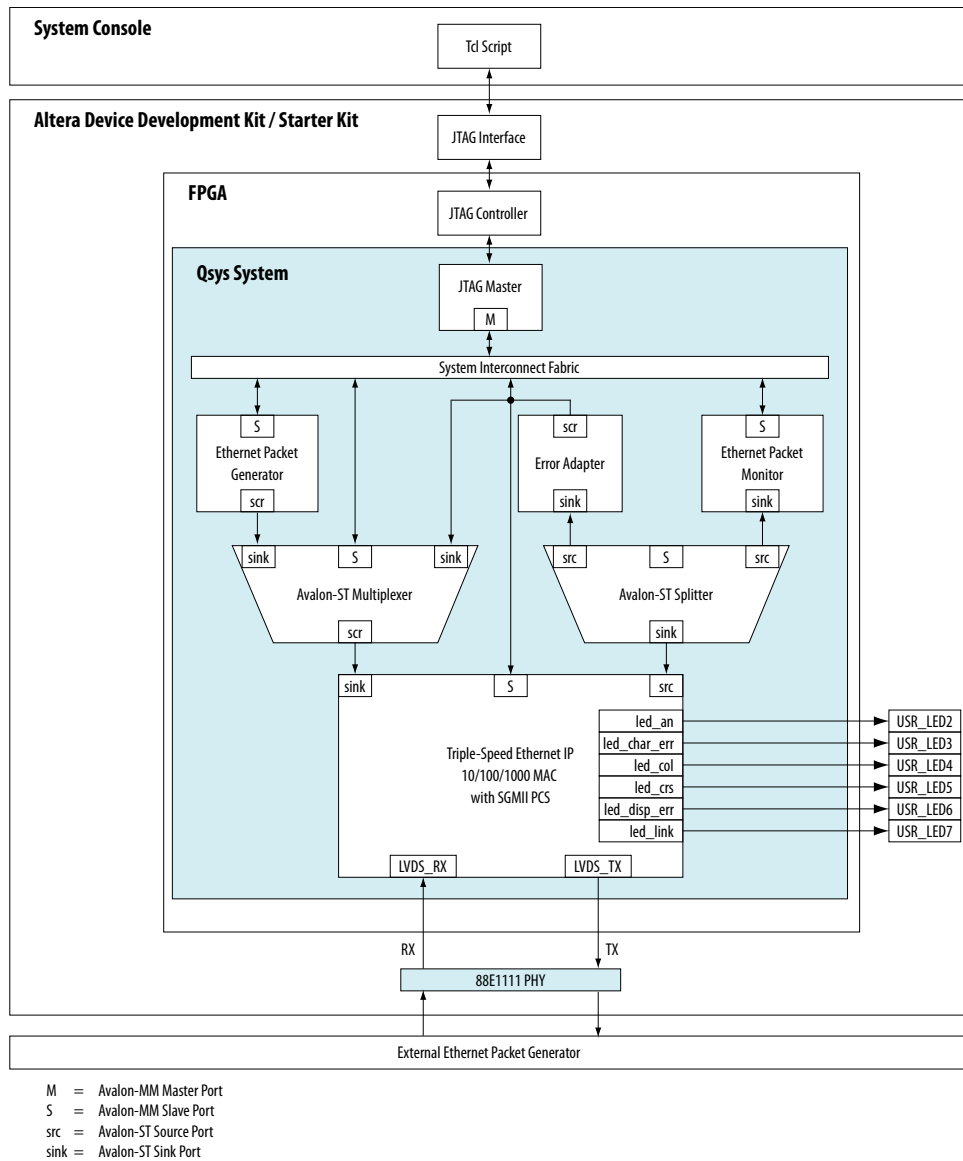 System Console
Tcl Script
Altera Device Development Kit / Starter Kit
JTAG Interface
FPGA
JTAG Controller
Qsys System
JTAG Master
M
System Interconnect Fabric
S
Ethernet Packet
Generator
scr
scr
Error Adapter
sink
S
Ethernet Packet
Monitor
sink
sink
S
sink
Avalon-ST Multiplexer
scr
src
S
src
Avalon-ST Splitter
sink
sink
S
src
Triple-Speed Ethernet IP
10/100/1000 MAC
with SGMII PCS
led_an
USR_LED2
led_char_err
USR_LED3
led_col
USR_LED4
led_crs
USR_LED5
led_disp_err
USR_LED6
led_link
USR_LED7
LVDS_RX
LVDS_TX
RX
TX
88E1111 PHY
External Ethernet Packet Generator
M = Avalon-MM Master Port
S = Avalon-MM Slave Port
src = Avalon-ST Source Port
sink = Avalon-ST Sink Port